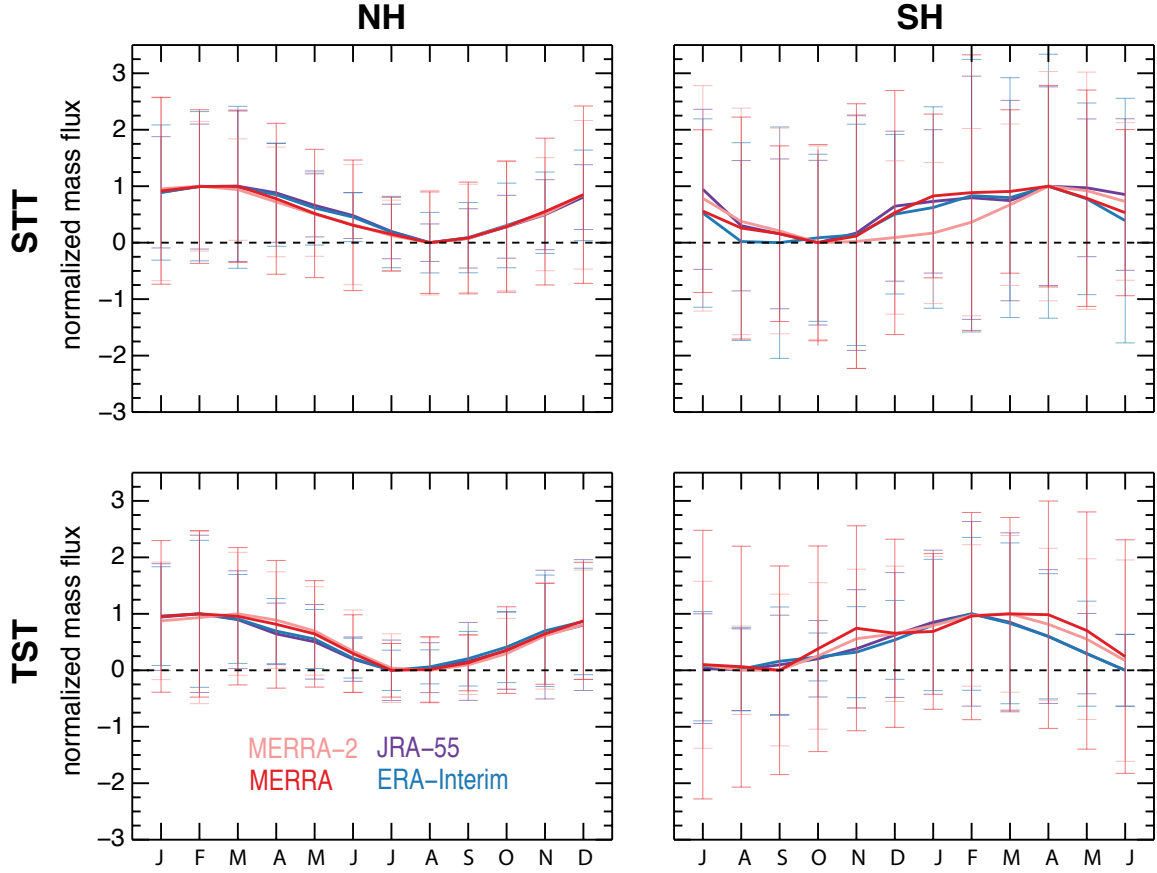 NH SH
STT
normalized mass flux
3
2
1
0
−1
−2
−3
TST
normalized mass flux
3
2
1
0
−1
−2
−3
MERRA−2 JRA−55
MERRA ERA−Interim
J F M A M J J A S O N D
J A S O N D J F M A M J